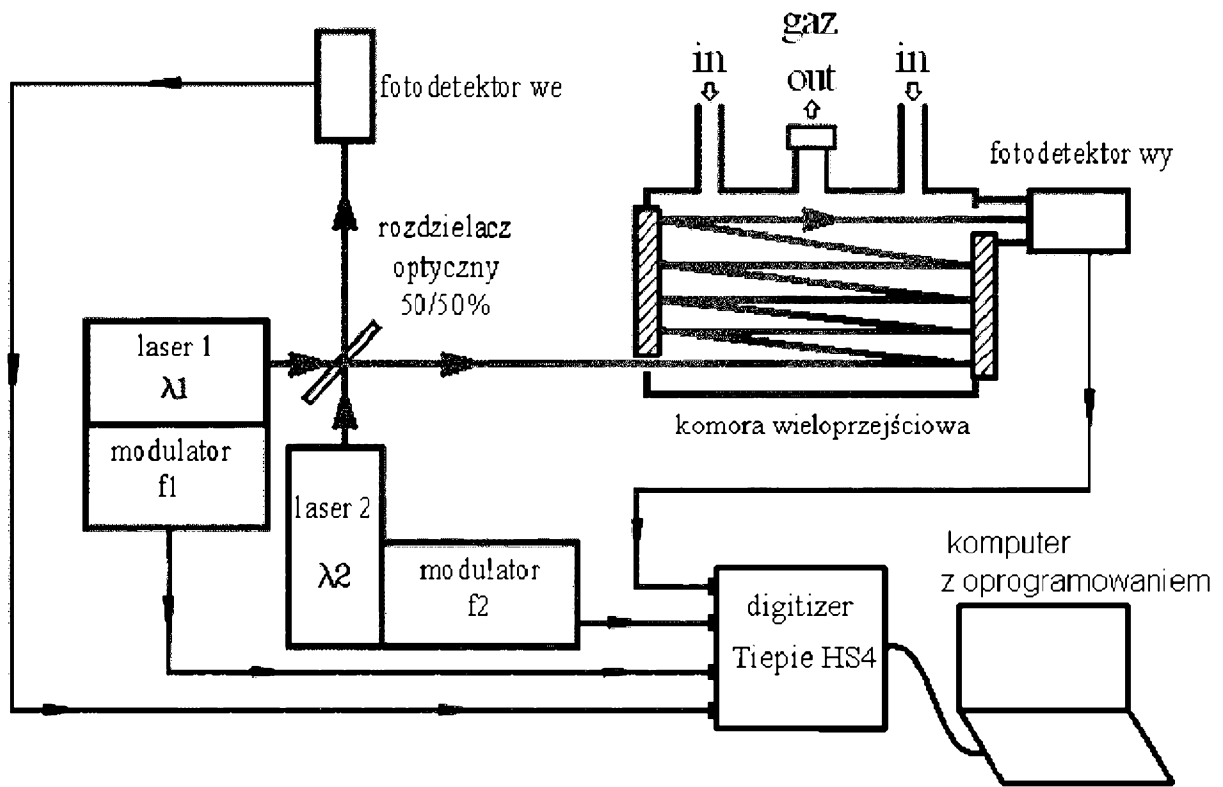 gaz
in
out
in
fotodetektor we
fotodetektor wy
rozdzielacz
optyczny
50/50%
laser 1
λ1
modulator
f1
komora wieloprzejściowa
laser 2
λ2
modulator
f2
digitizer
Tiepie HS4
komputer
z oprogramowaniem